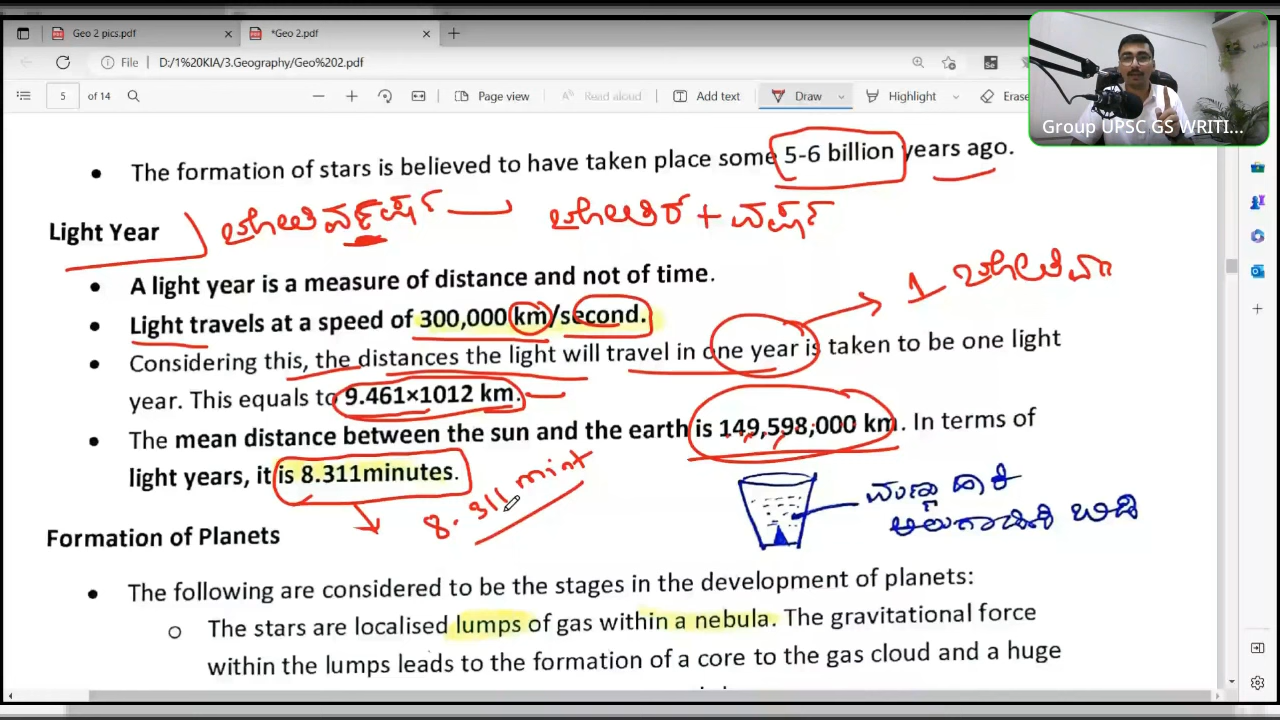 Geo 2 pics.pdf
*Geo 2.pdf
File D:/1%20KIA/3.Geography/Geo%202.pdf
5 of 14 Page view Read aloud Add text Draw Highlight Erase
Group UPSC GS WRITI...
• The formation of stars is believed to have taken place some 5-6 billion years ago.
Light Year
• A light year is a measure of distance and not of time.
• Light travels at a speed of 300,000 km/second.
1
• Considering this, the distances the light will travel in one year is taken to be one light
year. This equals to 9.461×1012 km.
• The mean distance between the sun and the earth is 149,598,000 km. In terms of
light years, it is 8.311minutes.
8.311 mint
Formation of Planets
• The following are considered to be the stages in the development of planets:
o The stars are localised lumps of gas within a nebula. The gravitational force
within the lumps leads to the formation of a core to the gas cloud and a huge